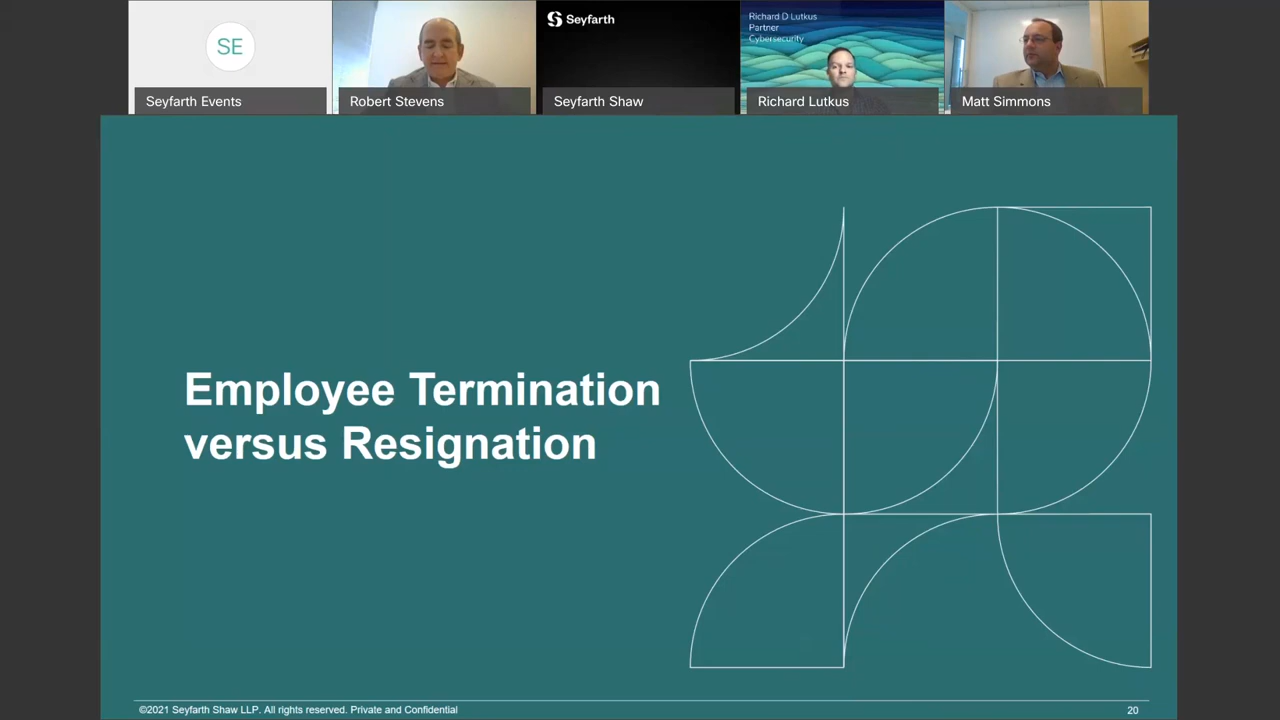 SE
Seyfarth Events
Robert Stevens
Seyfarth
Seyfarth Shaw
Richard D Lutkus
Partner
Cybersecurity
Richard Lutkus
Matt Simmons
Employee Termination
versus Resignation
©2021 Seyfarth Shaw LLP. All rights reserved. Private and Confidential
20